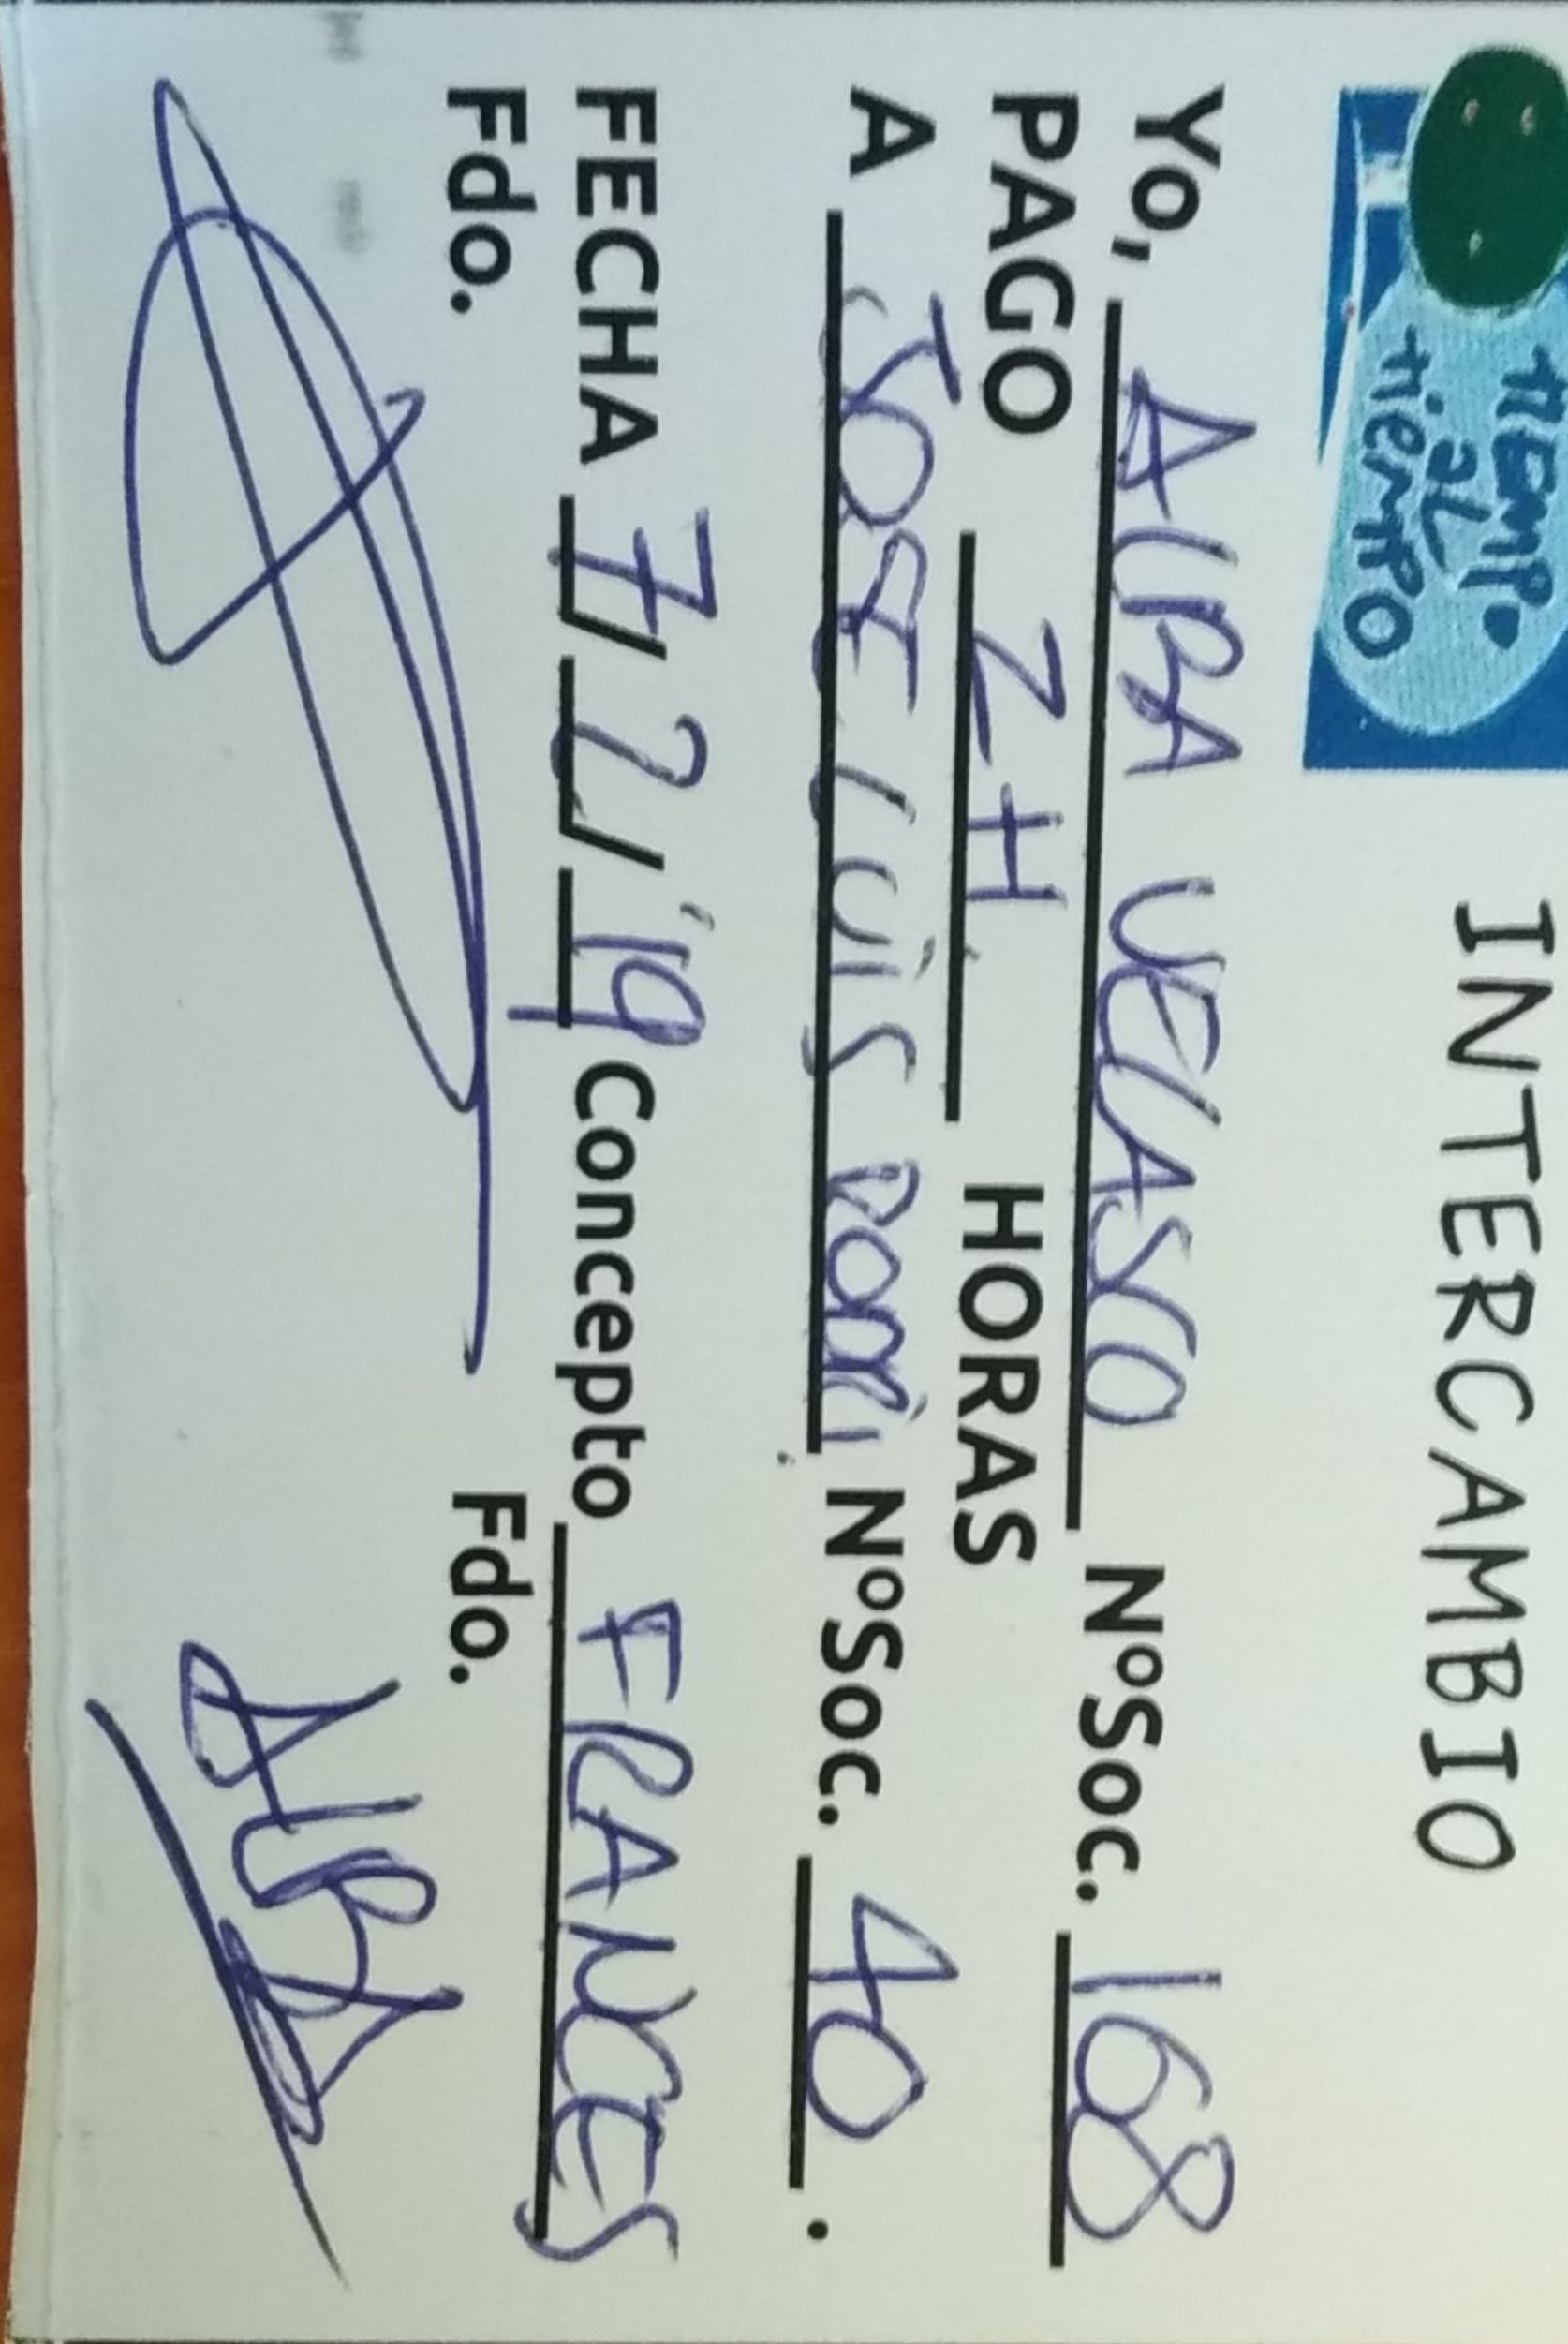 tiempo
al
tiempo
INTERCAMBIO
Yo, ALBA VELASCO NºSoc. 168
PAGO 2 H. HORAS
A JOSE LUIS RODRI. NºSoc. 40.
FECHA 7/2/'19 Concepto FRANCES
Fdo. Fdo.
ALBA